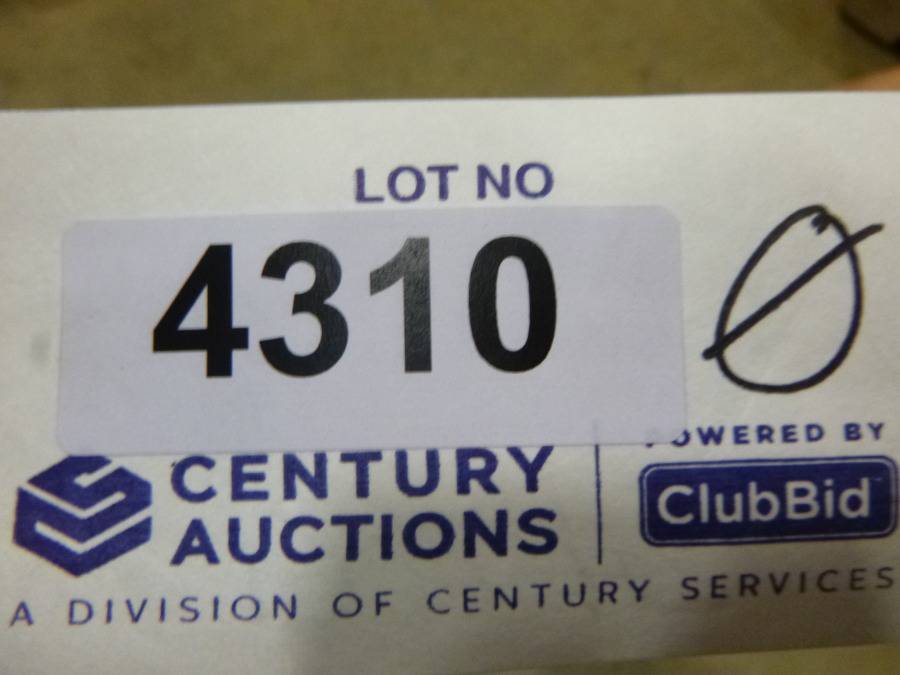 LOT NO
4310 Ø
CENTURY
AUCTIONS
POWERED BY
ClubBid
A DIVISION OF CENTURY SERVICES